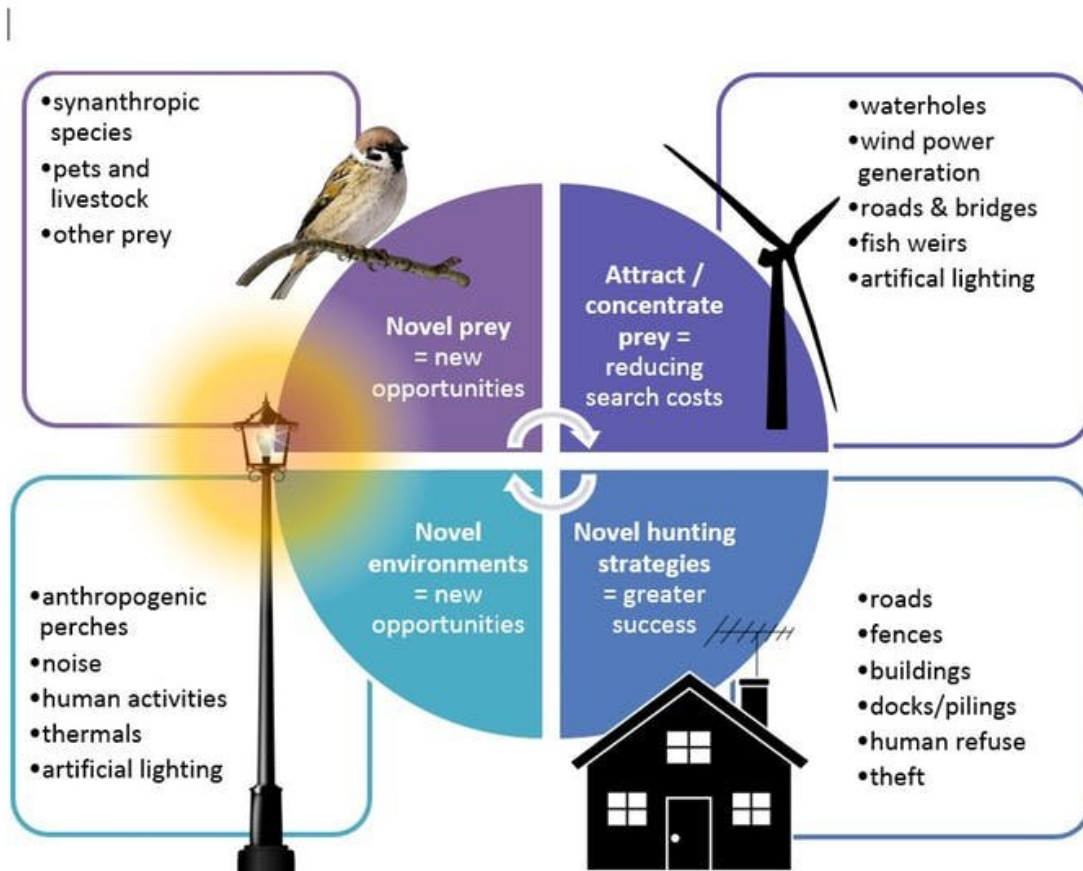 •synanthropic
species
•pets and
livestock
•other prey
Novel prey
= new
opportunities
Attract /
concentrate
prey =
reducing
search costs
•waterholes
•wind power
generation
•roads & bridges
•fish weirs
•artifical lighting
•anthropogenic
perches
•noise
•human activities
•thermals
•artificial lighting
Novel
environments
= new
opportunities
Novel hunting
strategies
= greater
success
•roads
•fences
•buildings
•docks/pilings
•human refuse
•theft